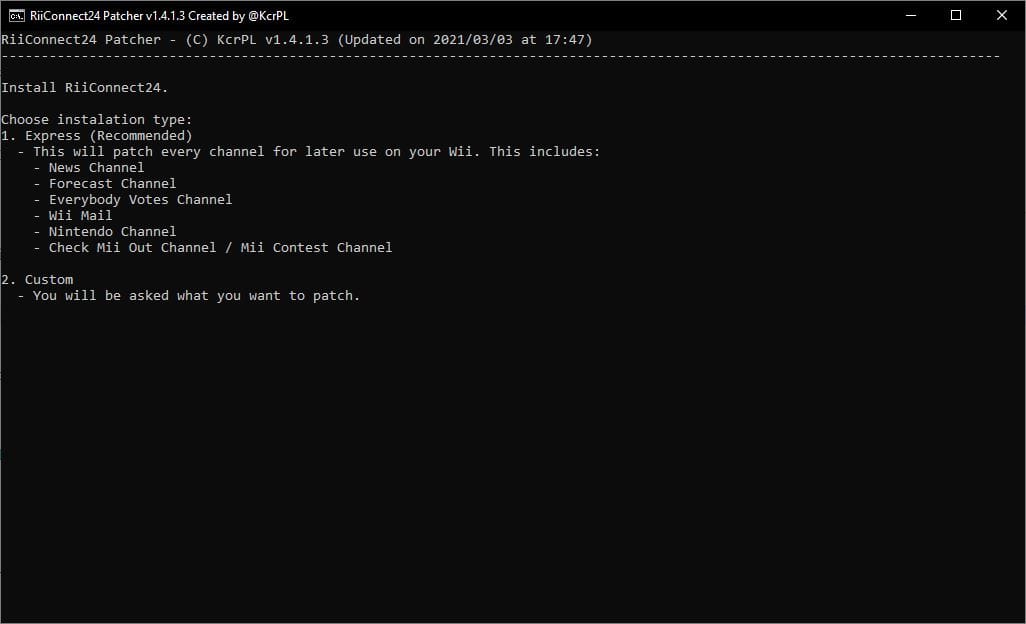 RiiConnect24 Patcher v1.4.1.3 Created by @KcrPL
RiiConnect24 Patcher - (C) KcrPL v1.4.1.3 (Updated on 2021/03/03 at 17:47)
-----------------------------------------------------------------------------------------------------------------------------
Install RiiConnect24.
Choose instalation type:
1. Express (Recommended)
- This will patch every channel for later use on your Wii. This includes:
- News Channel
- Forecast Channel
- Everybody Votes Channel
- Wii Mail
- Nintendo Channel
- Check Mii Out Channel / Mii Contest Channel
2. Custom
- You will be asked what you want to patch.